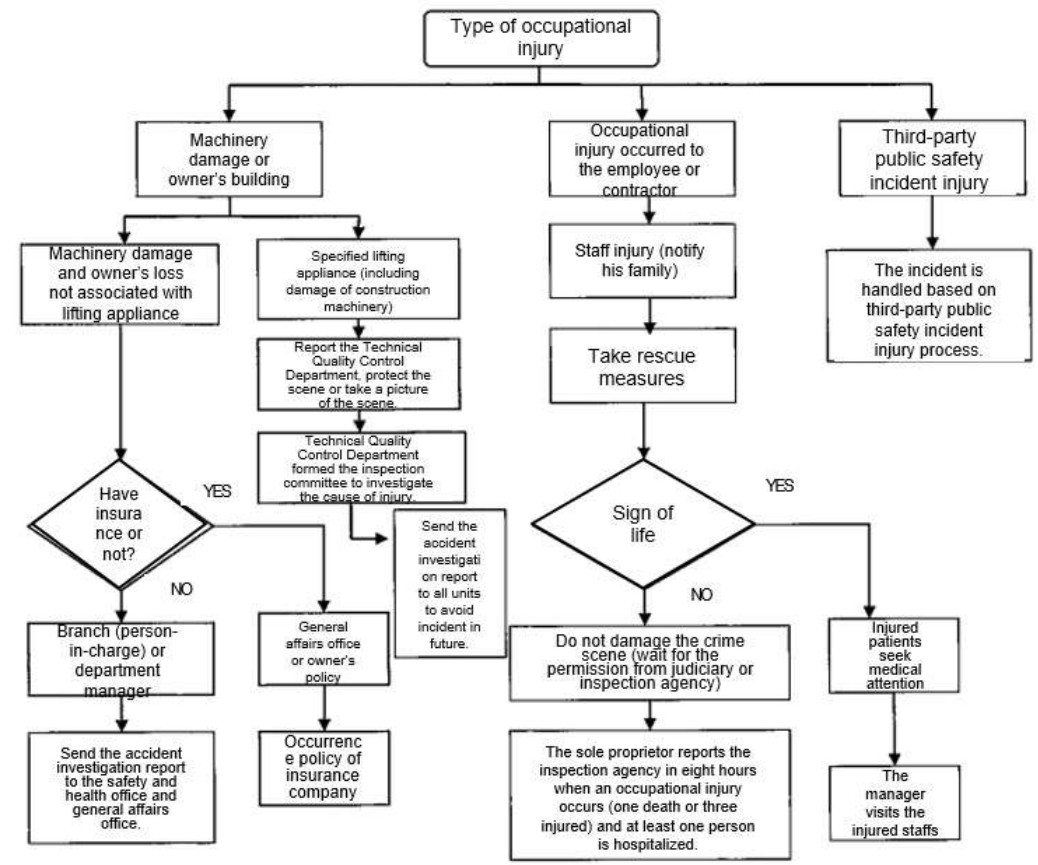 Type of occupational
injury
Machinery
damage or
owner's building
Occupational
injury occurred to
the employee or
contractor
Third-party
public safety
incident injury
Machinery damage
and owner's loss
not associated with
lifting appliance
Specified lifting
appliance (including
damage of construction
machinery)
Staff injury (notify
his family)
The incident is
handled based on
third-party public
safety incident
injury process.
Report the Technical
Quality Control
Department, protect the
scene or take a picture
of the scene.
Take rescue
measures
Technical Quality
Control Department
formed the inspection
committee to investigate
the cause of injury.
Have
insura
nce or
not?
YES
NO
Send the
accident
investigati
on report
to all units
to avoid
incident in
future.
Sign of
life
YES
NO
Branch (person-
in-charge) or
department
manager
General
affairs office
or owner's
policy
Do not damage the crime
scene (wait for the
permission from judiciary or
inspection agency)
Injured
patients
seek
medical
attention
Send the accident
investigation report
to the safety and
health office and
general affairs
office.
Occurrenc
e policy of
insurance
company
The sole proprietor reports the
inspection agency in eight hours
when an occupational injury
occurs (one death or three
injured) and at least one person
is hospitalized.
The
manager
visits the
injured staffs